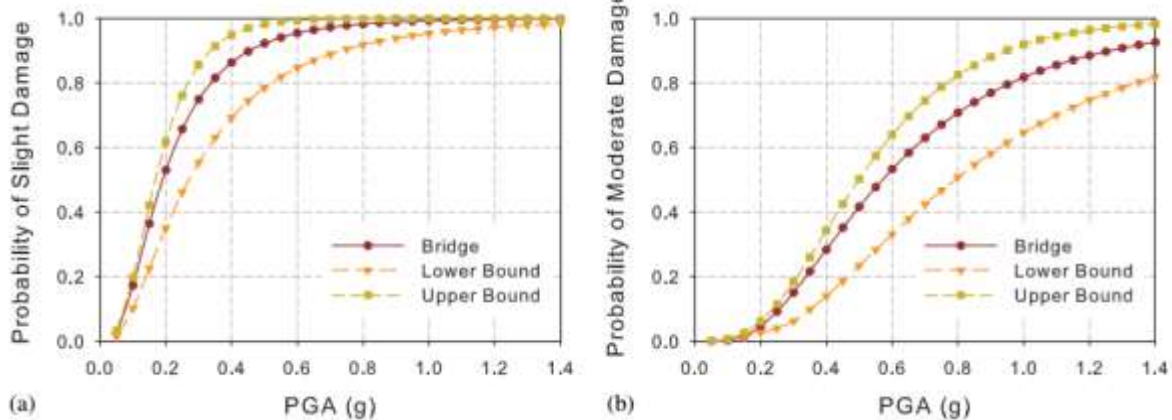 Probability of Slight Damage
1.0
0.8
0.6
0.4
0.2
0.0
Bridge
Lower Bound
Upper Bound
0.0 0.2 0.4 0.6 0.8 1.0 1.2 1.4
(a) PGA (g)
Probability of Moderate Damage
1.0
0.8
0.6
0.4
0.2
0.0
Bridge
Lower Bound
Upper Bound
0.0 0.2 0.4 0.6 0.8 1.0 1.2 1.4
(b) PGA (g)